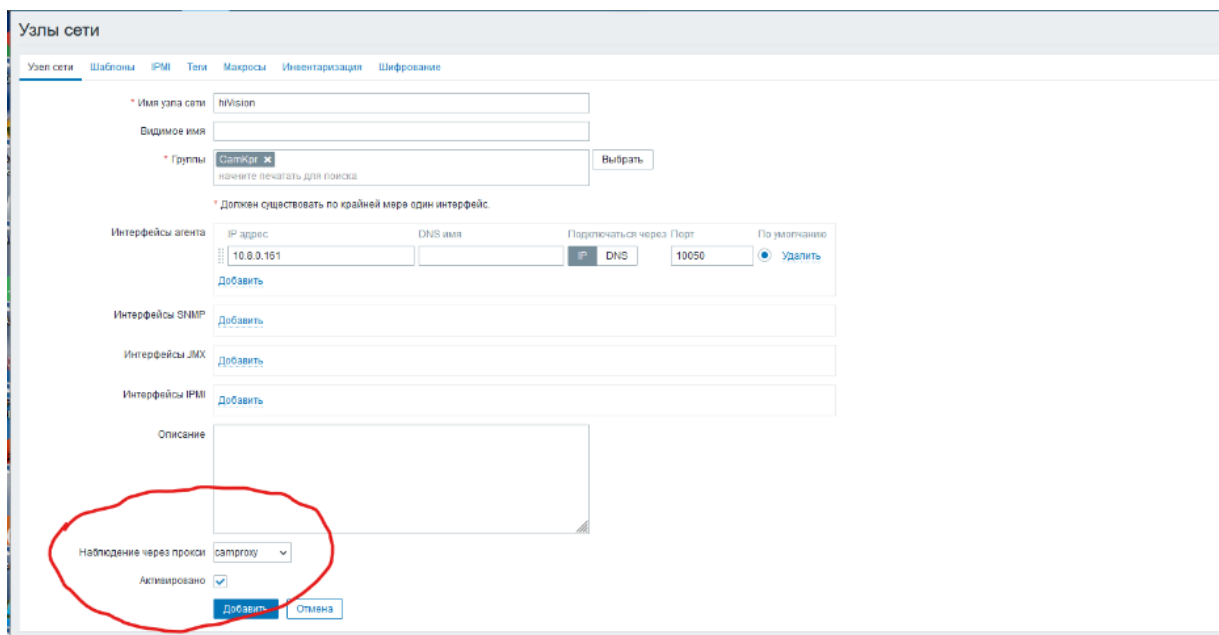 Узлы сети
Узел сети Шаблоны IPMI Теги Макросы Инвентаризация Шифрование
* Имя узла сети hiVision
Видимое имя
* Группы CamKpr × Выбрать
начните печатать для поиска
* Должен существовать по крайней мере один интерфейс.
Интерфейсы агента IP адрес DNS имя Подключаться через Порт По умолчанию
10.8.0.161 IP DNS 10050 Удалить
Добавить
Интерфейсы SNMP Добавить
Интерфейсы JMX Добавить
Интерфейсы IPMI Добавить
Описание
Наблюдение через прокси camproxy
Активировано
Добавить Отмена